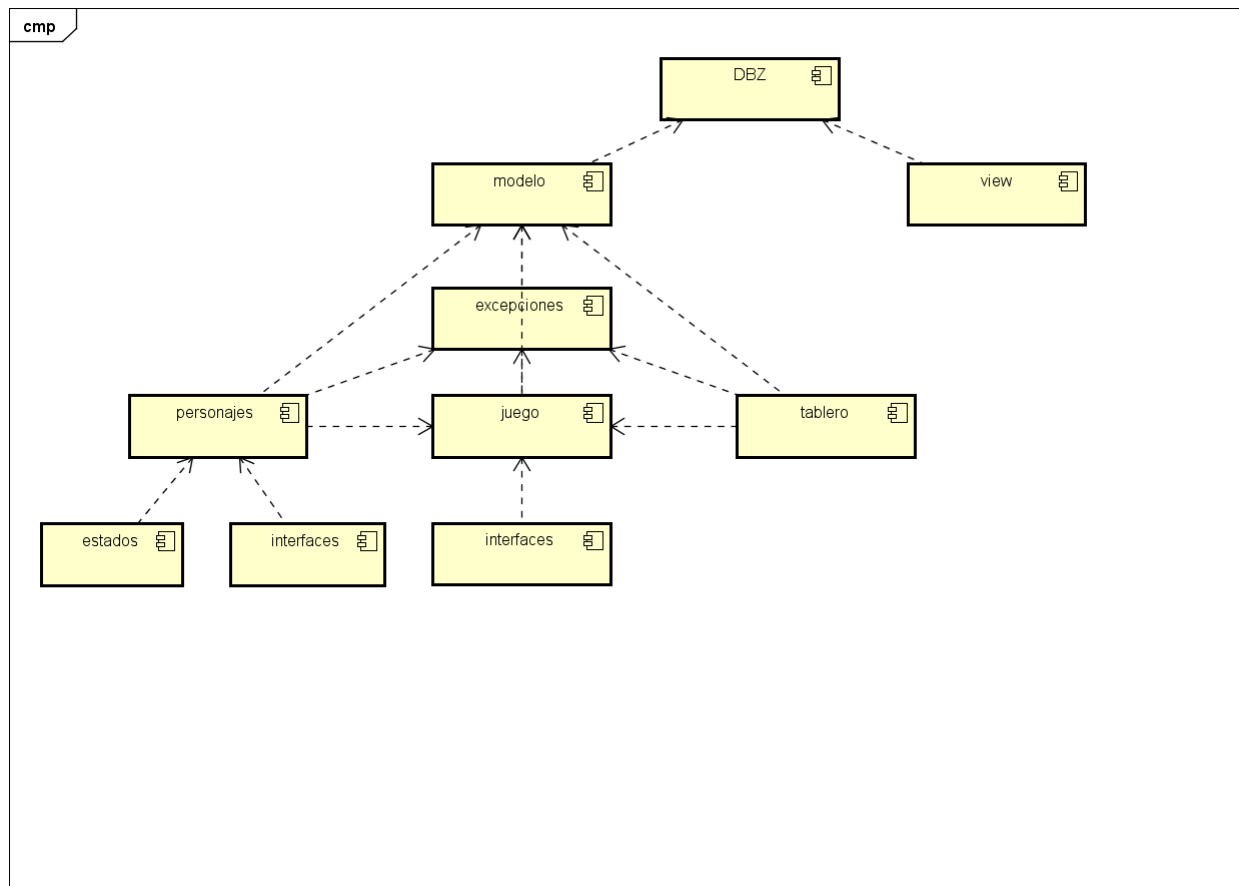 cmp
DBZ
modelo
view
excepciones
personajes
juego
tablero
estados
interfaces
interfaces